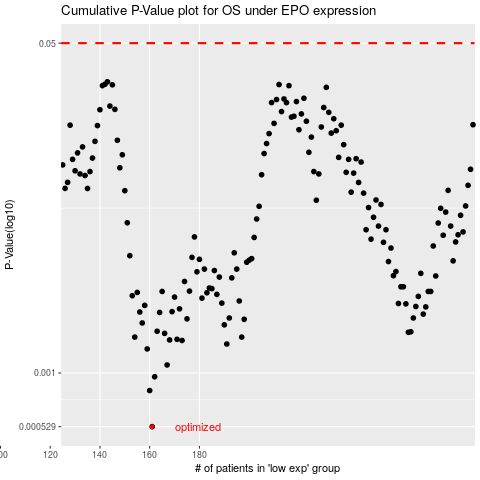 Cumulative P-Value plot for OS under EPO expression
0.05
P-Value(log10)
0.001
0.000529
optimized
00 120 140 160 180
# of patients in 'low exp' group